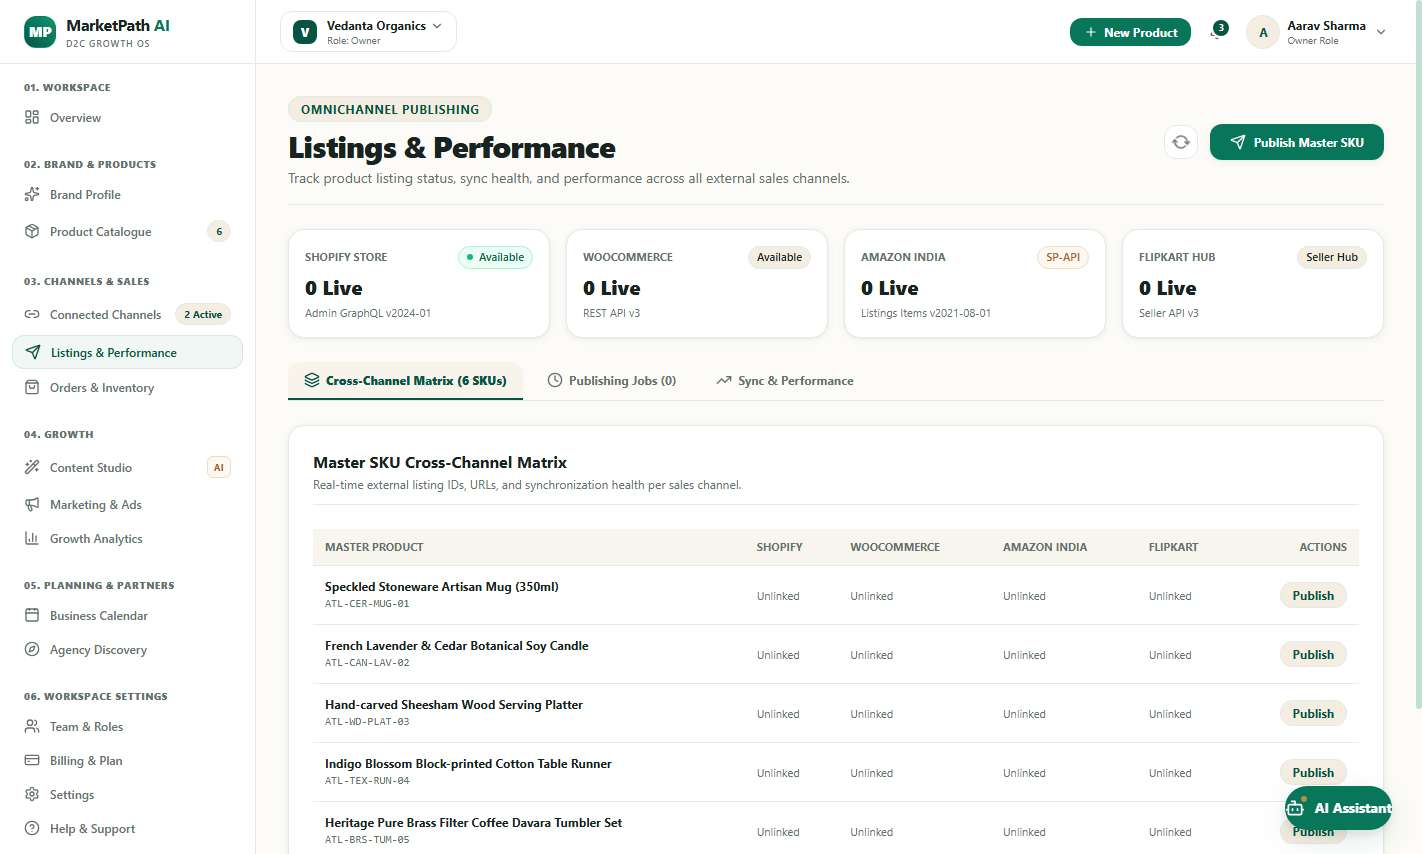 MP
MarketPath AI
D2C GROWTH OS
V
Vedanta Organics
Role: Owner
New Product
3
A
Aarav Sharma
Owner Role
01. WORKSPACE
Overview
02. BRAND & PRODUCTS
Brand Profile
Product Catalogue 6
03. CHANNELS & SALES
Connected Channels 2 Active
Listings & Performance
Orders & Inventory
04. GROWTH
Content Studio AI
Marketing & Ads
Growth Analytics
05. PLANNING & PARTNERS
Business Calendar
Agency Discovery
06. WORKSPACE SETTINGS
Team & Roles
Billing & Plan
Settings
Help & Support
OMNICHANNEL PUBLISHING
Listings & Performance
Track product listing status, sync health, and performance across all external sales channels.
Publish Master SKU
SHOPIFY STORE Available
0 Live
Admin GraphQL v2024-01
WOOCOMMERCE Available
0 Live
REST API v3
AMAZON INDIA SP-API
0 Live
Listings Items v2021-08-01
FLIPKART HUB Seller Hub
0 Live
Seller API v3
Cross-Channel Matrix (6 SKUs) Publishing Jobs (0) Sync & Performance
Master SKU Cross-Channel Matrix
Real-time external listing IDs, URLs, and synchronization health per sales channel.
MASTER PRODUCT SHOPIFY WOOCOMMERCE AMAZON INDIA FLIPKART ACTIONS
Speckled Stoneware Artisan Mug (350ml)
ATL-CER-MUG-01
Unlinked Unlinked Unlinked Unlinked Publish
French Lavender & Cedar Botanical Soy Candle
ATL-CAN-LAV-02
Unlinked Unlinked Unlinked Unlinked Publish
Hand-carved Sheesham Wood Serving Platter
ATL-WD-PLAT-03
Unlinked Unlinked Unlinked Unlinked Publish
Indigo Blossom Block-printed Cotton Table Runner
ATL-TEX-RUN-04
Unlinked Unlinked Unlinked Unlinked Publish
Heritage Pure Brass Filter Coffee Davara Tumbler Set
ATL-BRS-TUM-05
Unlinked Unlinked Unlinked Unlinked Publish
AI Assistant